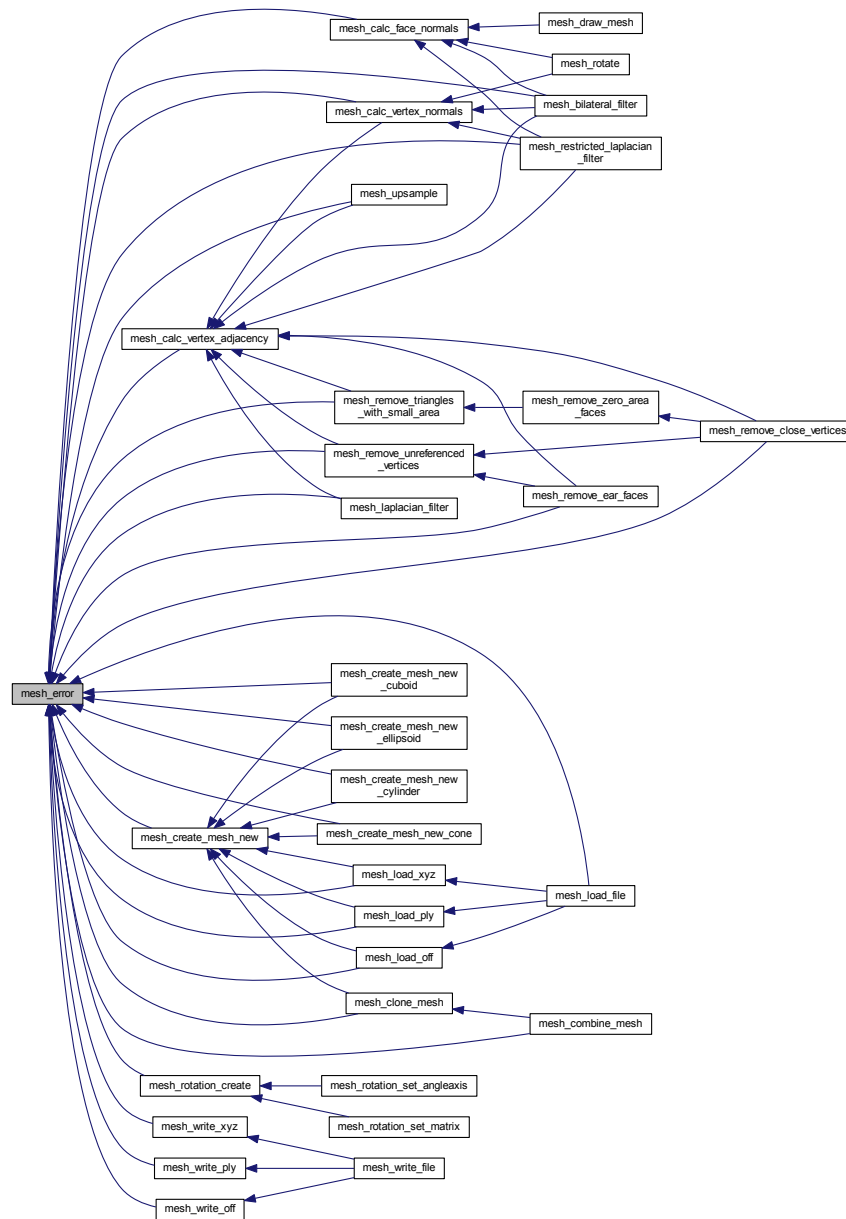 mesh_draw_mesh
mesh_calc_face_normals
mesh_rotate
mesh_bilateral_filter
mesh_calc_vertex_normals
mesh_restricted_laplacian
_filter
mesh_upsample
mesh_calc_vertex_adjacency
mesh_remove_triangles
_with_small_area
mesh_remove_zero_area
_faces
mesh_remove_close_vertices
mesh_remove_unreferenced
_vertices
mesh_remove_ear_faces
mesh_laplacian_filter
mesh_error
mesh_create_mesh_new
_cuboid
mesh_create_mesh_new
_ellipsoid
mesh_create_mesh_new
_cylinder
mesh_create_mesh_new
mesh_create_mesh_new_cone
mesh_load_xyz
mesh_load_file
mesh_load_ply
mesh_load_off
mesh_clone_mesh
mesh_combine_mesh
mesh_rotation_create
mesh_rotation_set_angleaxis
mesh_rotation_set_matrix
mesh_write_xyz
mesh_write_ply
mesh_write_file
mesh_write_off